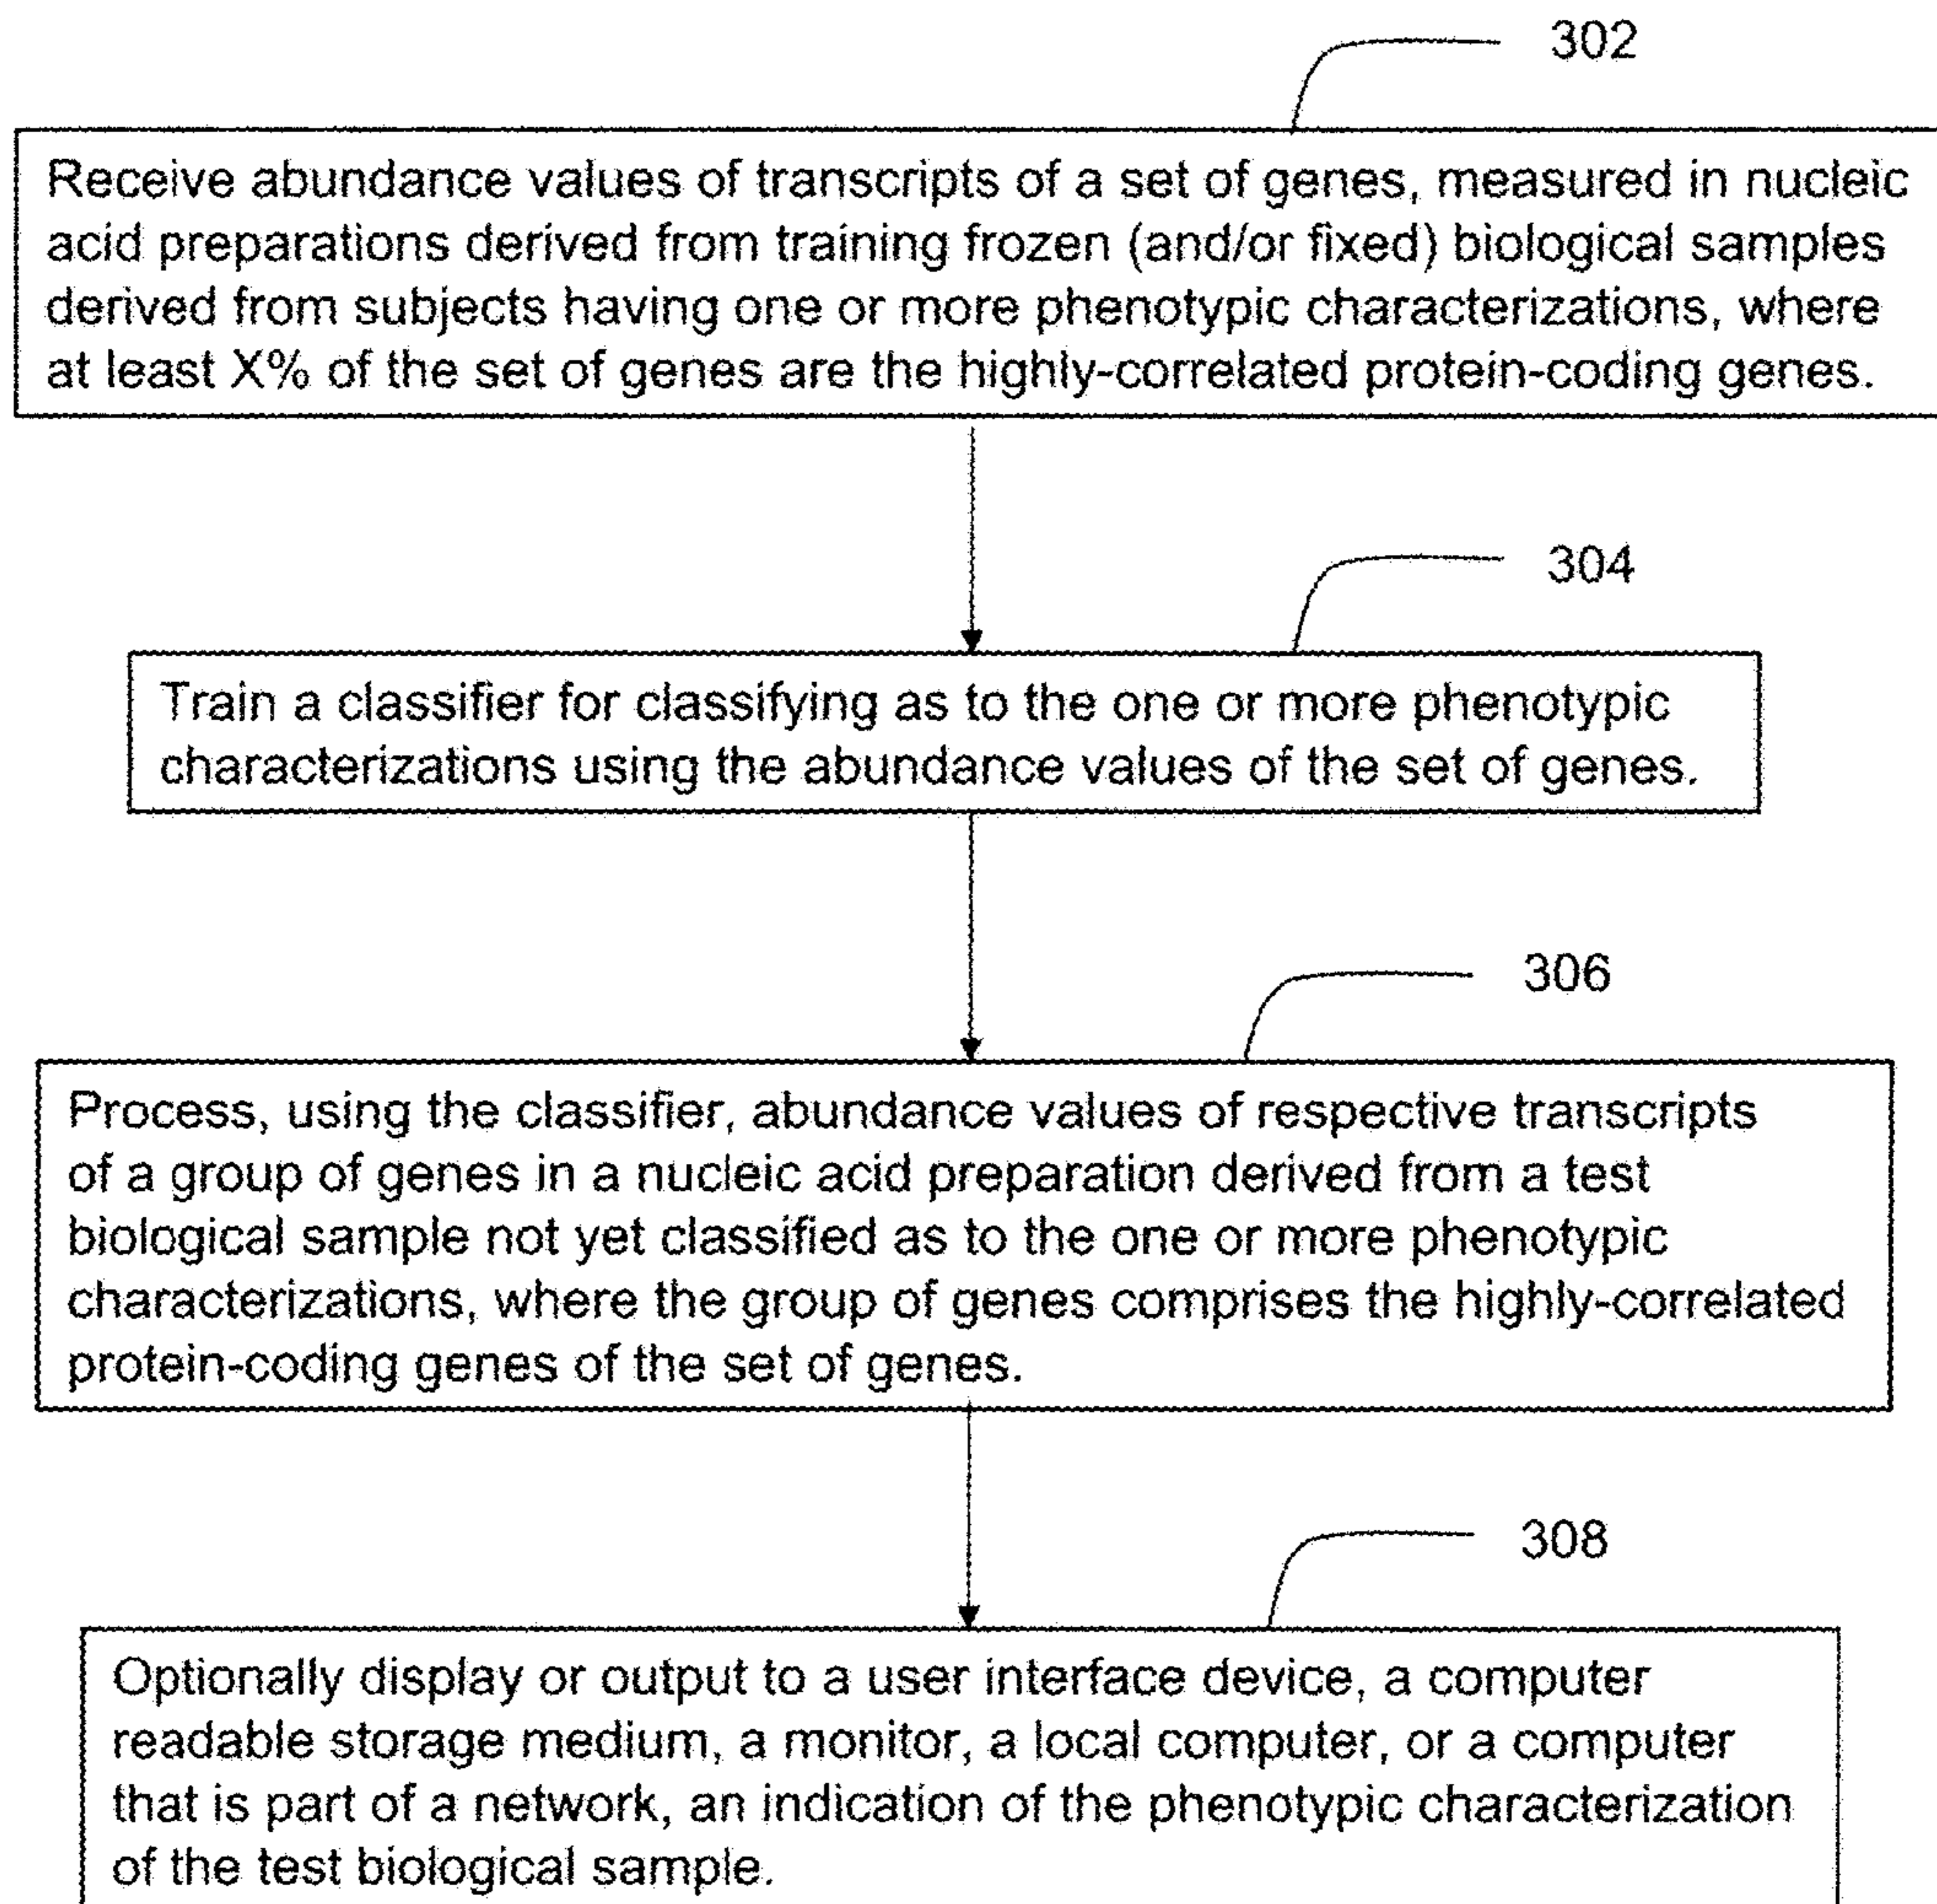 302
Receive abundance values of transcripts of a set of genes, measured in nucleic
acid preparations derived from training frozen (and/or fixed) biological samples
derived from subjects having one or more phenotypic characterizations, where
at least X% of the set of genes are the highly-correlated protein-coding genes.
304
Train a classifier for classifying as to the one or more phenotypic
characterizations using the abundance values of the set of genes.
306
Process, using the classifier, abundance values of respective transcripts
of a group of genes in a nucleic acid preparation derived from a test
biological sample not yet classified as to the one or more phenotypic
characterizations, where the group of genes comprises the highly-correlated
protein-coding genes of the set of genes.
308
Optionally display or output to a user interface device, a computer
readable storage medium, a monitor, a local computer, or a computer
that is part of a network, an indication of the phenotypic characterization
of the test biological sample.